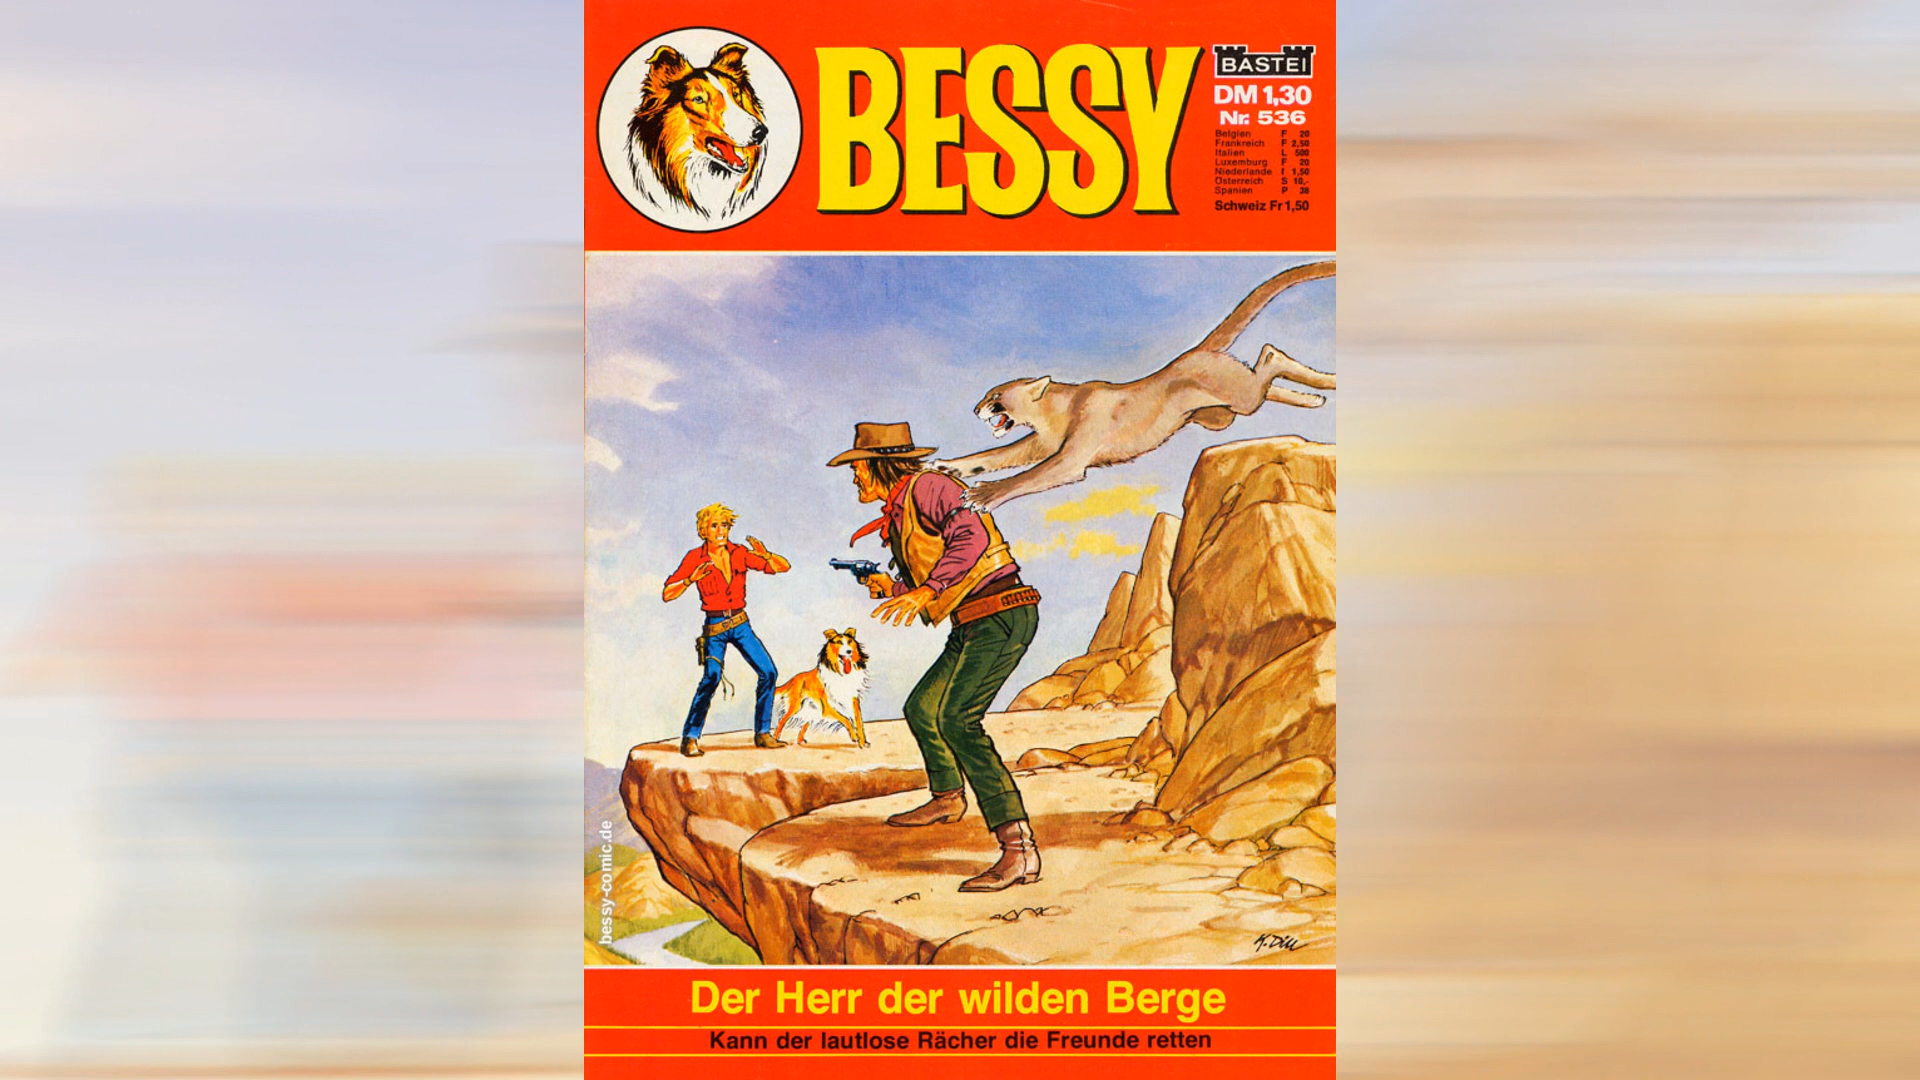 BESSY
BASTEI
DM 1,30
Nr. 536
Belgien F 20
Frankreich F 2,50
Italien L 500
Luxemburg F 20
Niederlande f 1,50
Österreich S 10,-
Spanien P 38
Schweiz Fr 1,50
bessy-comic.de
K. Dill
Der Herr der wilden Berge
Kann der lautlose Rächer die Freunde retten